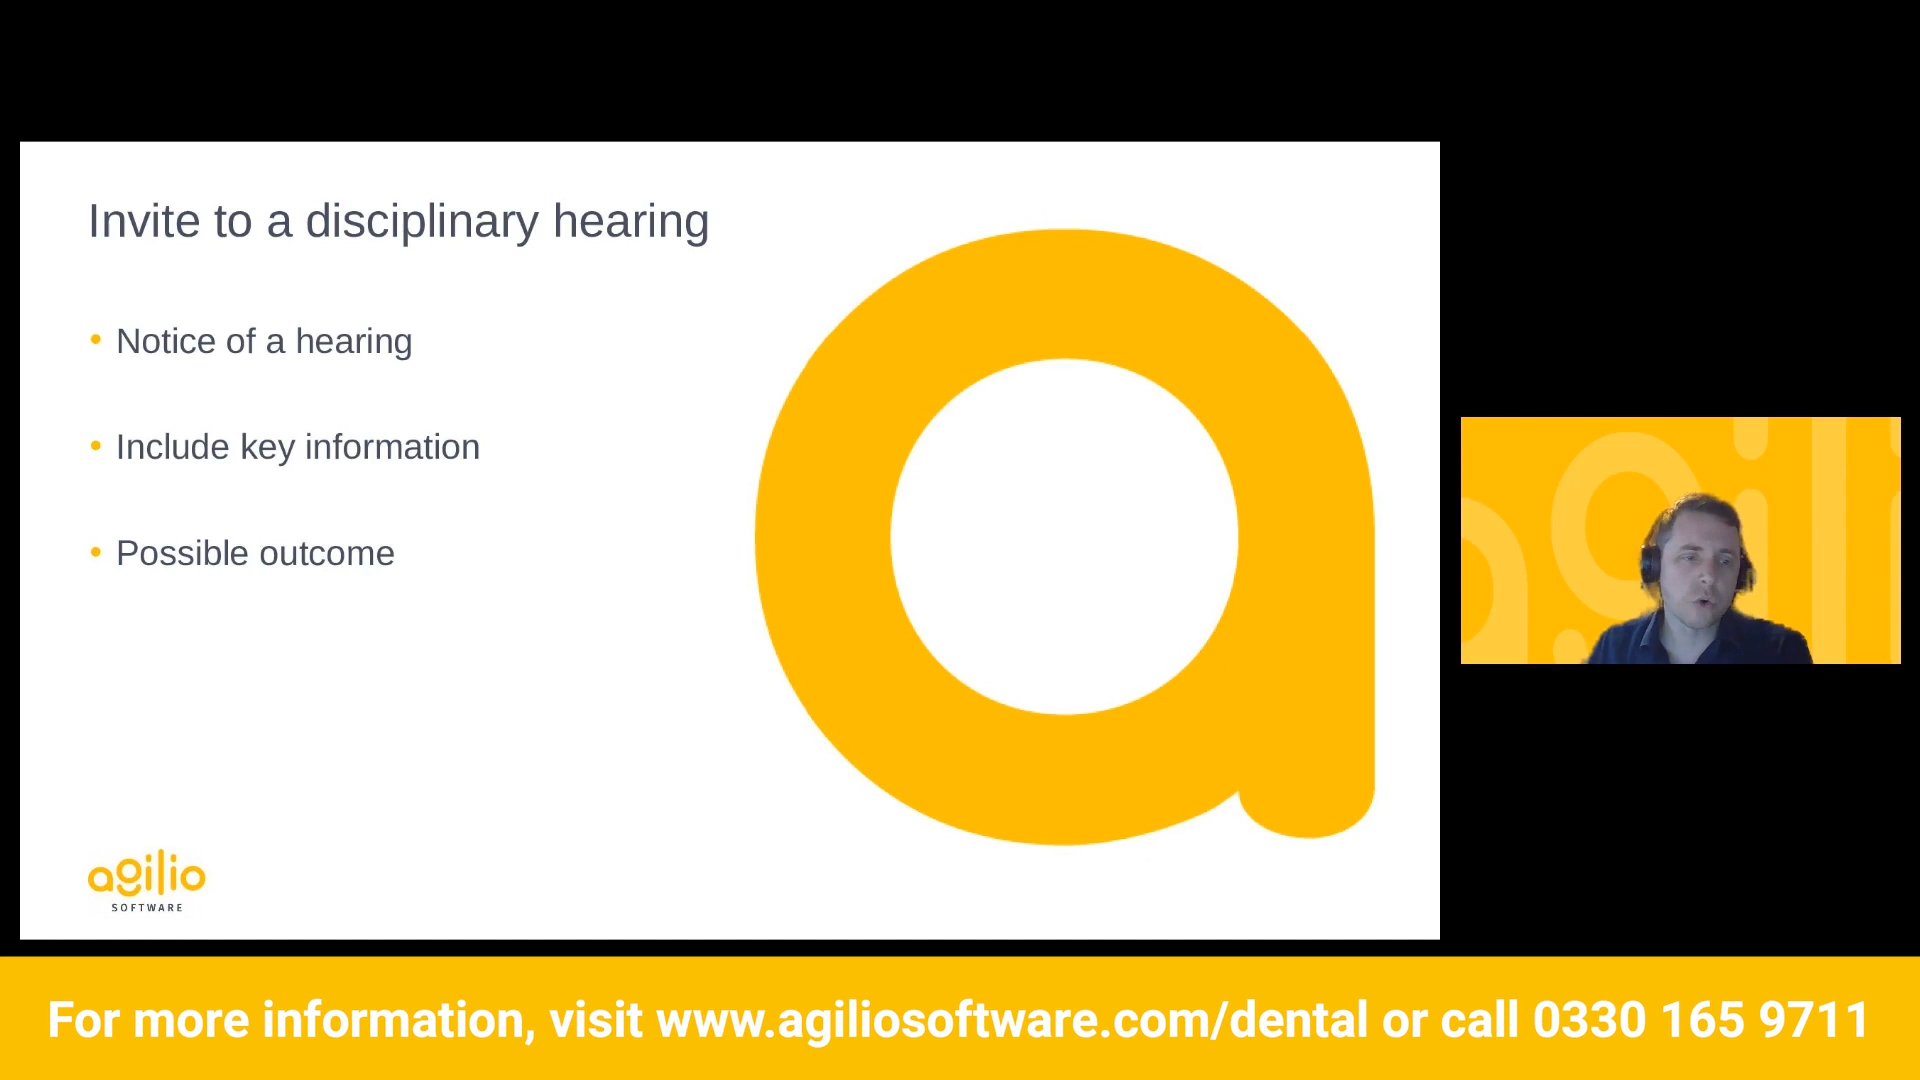 Invite to a disciplinary hearing
• Notice of a hearing
• Include key information
• Possible outcome
agilio
SOFTWARE
agili
For more information, visit www.agiliosoftware.com/dental or call 0330 165 9711